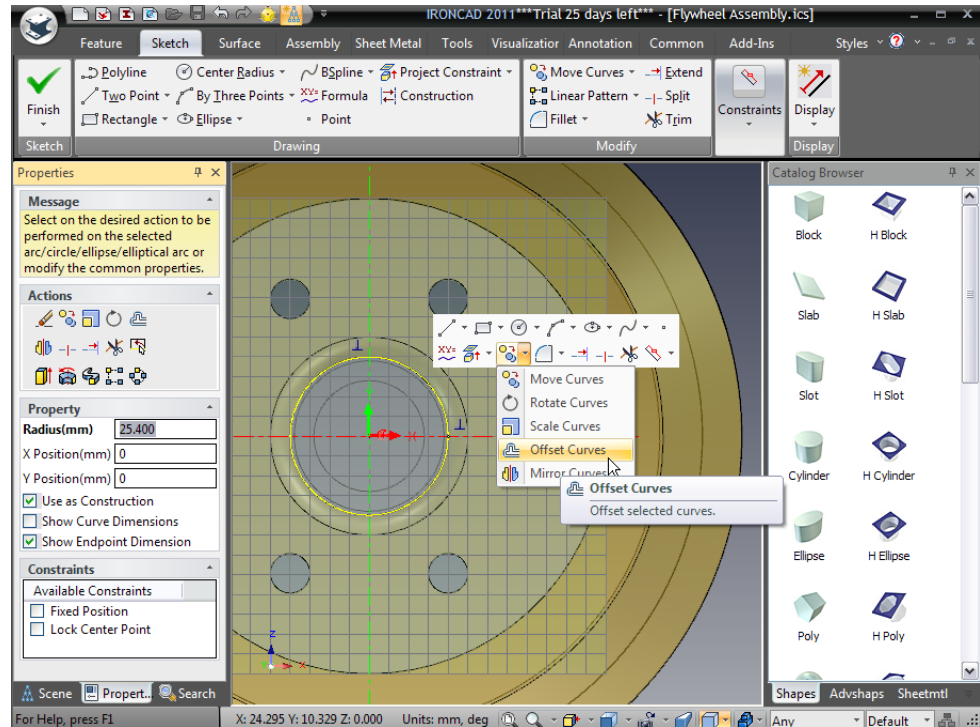 IRONCAD 2011***Trial 25 days left*** - [Flywheel Assembly.ics]
Feature Sketch Surface Assembly Sheet Metal Tools Visualization Annotation Common Add-Ins Styles
Polyline Center Radius BSpline Project Constraint Move Curves Extend
Two Point By Three Points XY= Formula Construction Linear Pattern Split
Finish Constraints Display
Rectangle Ellipse Point Fillet Trim
Sketch Drawing Modify Display
Properties
Message
Select on the desired action to be
performed on the selected
arc/circle/ellipse/elliptical arc or
modify the common properties.
Actions
Property
Radius(mm) 25.400
X Position(mm) 0
Y Position(mm) 0
Use as Construction
Show Curve Dimensions
Show Endpoint Dimension
Constraints
Available Constraints
Fixed Position
Lock Center Point
Scene Propert... Search
XY=
Move Curves
Rotate Curves
Scale Curves
Offset Curves
Mirror Curves
Offset Curves
Offset selected curves.
X
Z
X
Catalog Browser
Block H Block
Slab H Slab
Slot H Slot
Cylinder H Cylinder
Ellipse H Ellipse
Poly H Poly
Shapes Advshaps Sheetmtl
For Help, press F1 X: 24.295 Y: 10.329 Z: 0.000 Units: mm, deg Any Default